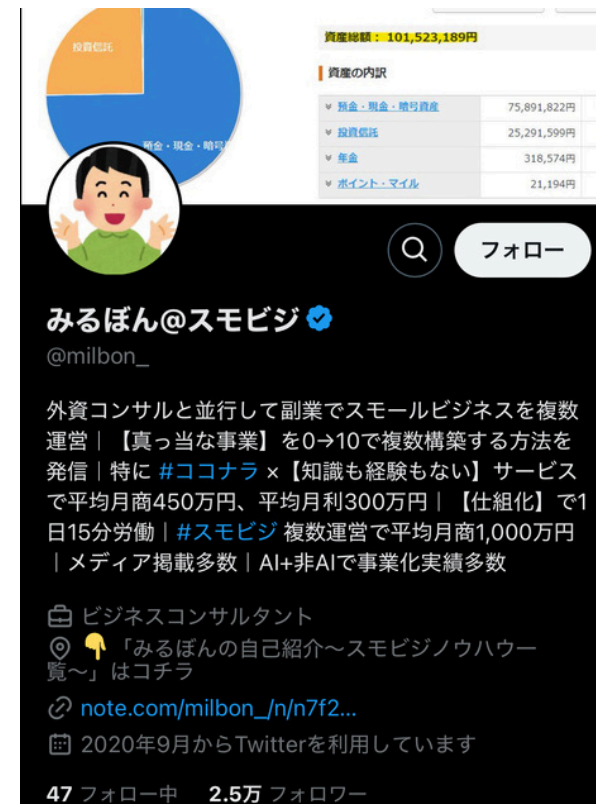 投資信託
預金・現金・暗号
資産総額： 101,523,189円
資産の内訳
預金・現金・暗号資産 75,891,822円
投資信託 25,291,599円
年金 318,574円
ポイント・マイル 21,194円
フォロー
みるぼん@スモビジ
@milbon_
外資コンサルと並行して副業でスモールビジネスを複数
運営｜【真っ当な事業】を0→10で複数構築する方法を
発信｜特に #ココナラ ×【知識も経験もない】サービス
で平均月商450万円、平均月利300万円｜【仕組化】で1
日15分労働｜#スモビジ 複数運営で平均月商1,000万円
｜メディア掲載多数｜AI+非AIで事業化実績多数
ビジネスコンサルタント
👇「みるぼんの自己紹介〜スモビジノウハウ一
覧〜」はコチラ
note.com/milbon_/n/n7f2...
2020年9月からTwitterを利用しています
47 フォロー中 2.5万 フォロワー